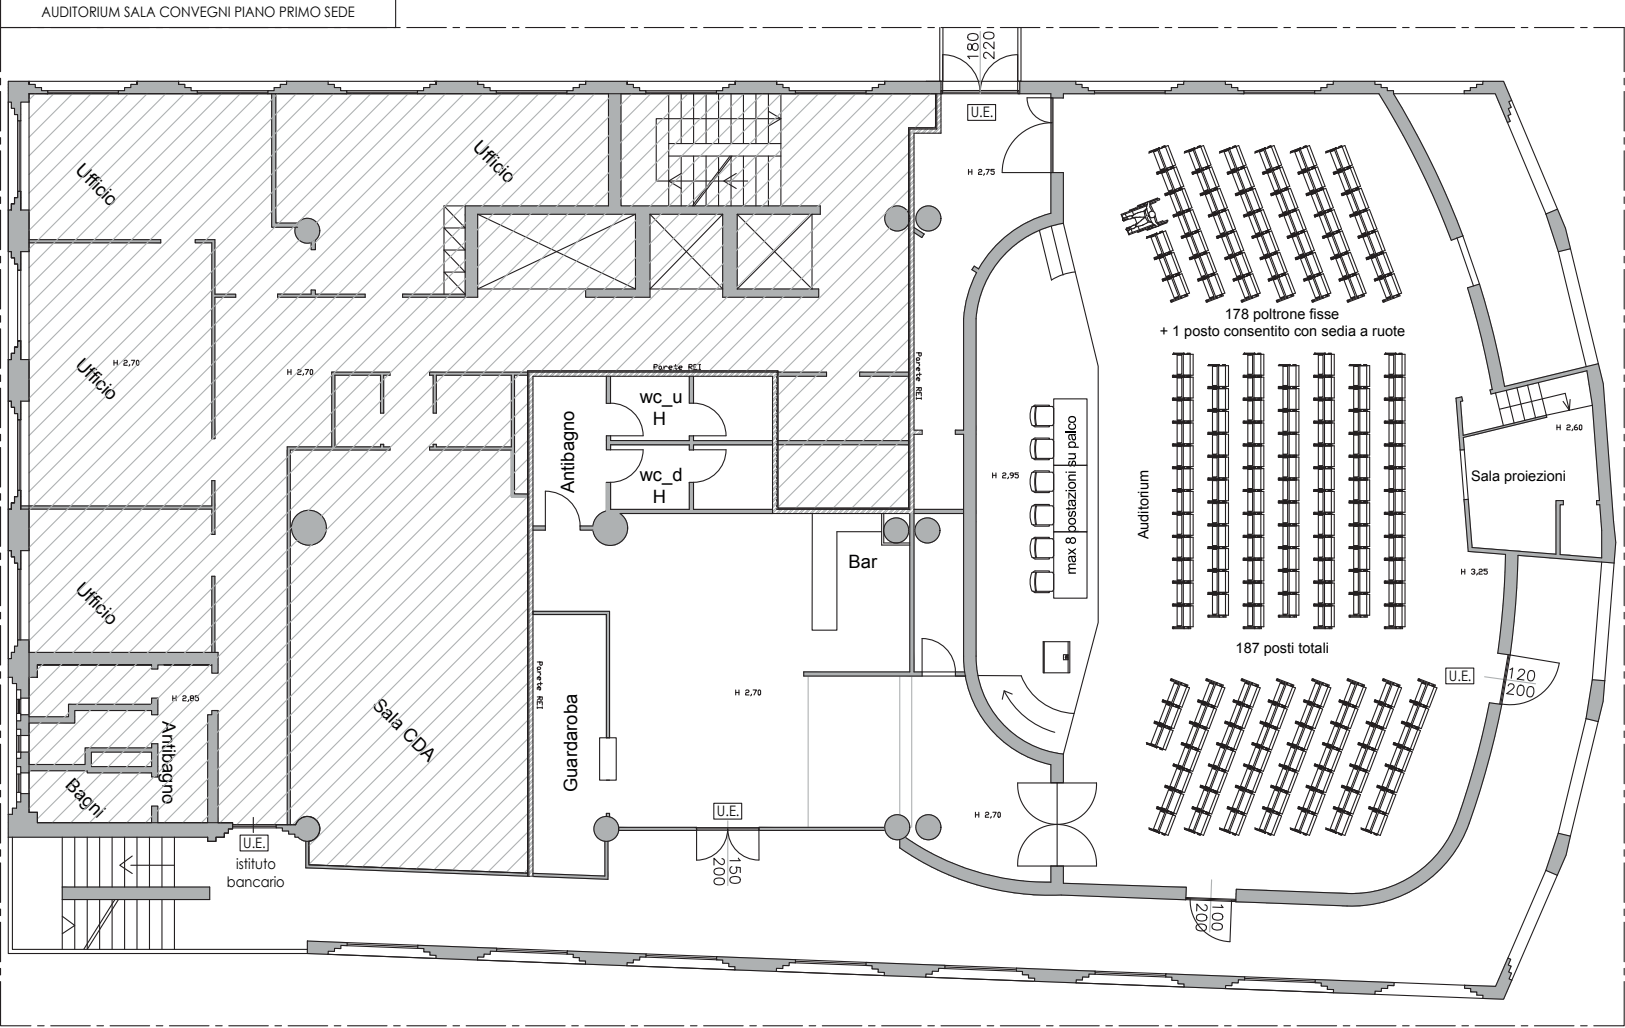 AUDITORIUM SALA CONVEGNI PIANO PRIMO SEDE
180
220
U.E.
H 2,75
Ufficio
Ufficio
178 poltrone fisse
+ 1 posto consentito con sedia a ruote
Ufficio
H 2,70
H 2,70
Parete REI
Parete REI
wc_u
H
Antibagno
wc_d
H
H 2,95
max 8 postazioni su palco
Auditorium
H 2,60
Sala proiezioni
Bar
H 3,25
Ufficio
187 posti totali
U.E.
120
200
Parete REI
H 2,70
H 2,85
Guardaroba
Sala CDA
Antibagno
Bagni
U.E.
150
200
H 2,70
U.E.
istituto
bancario
100
200